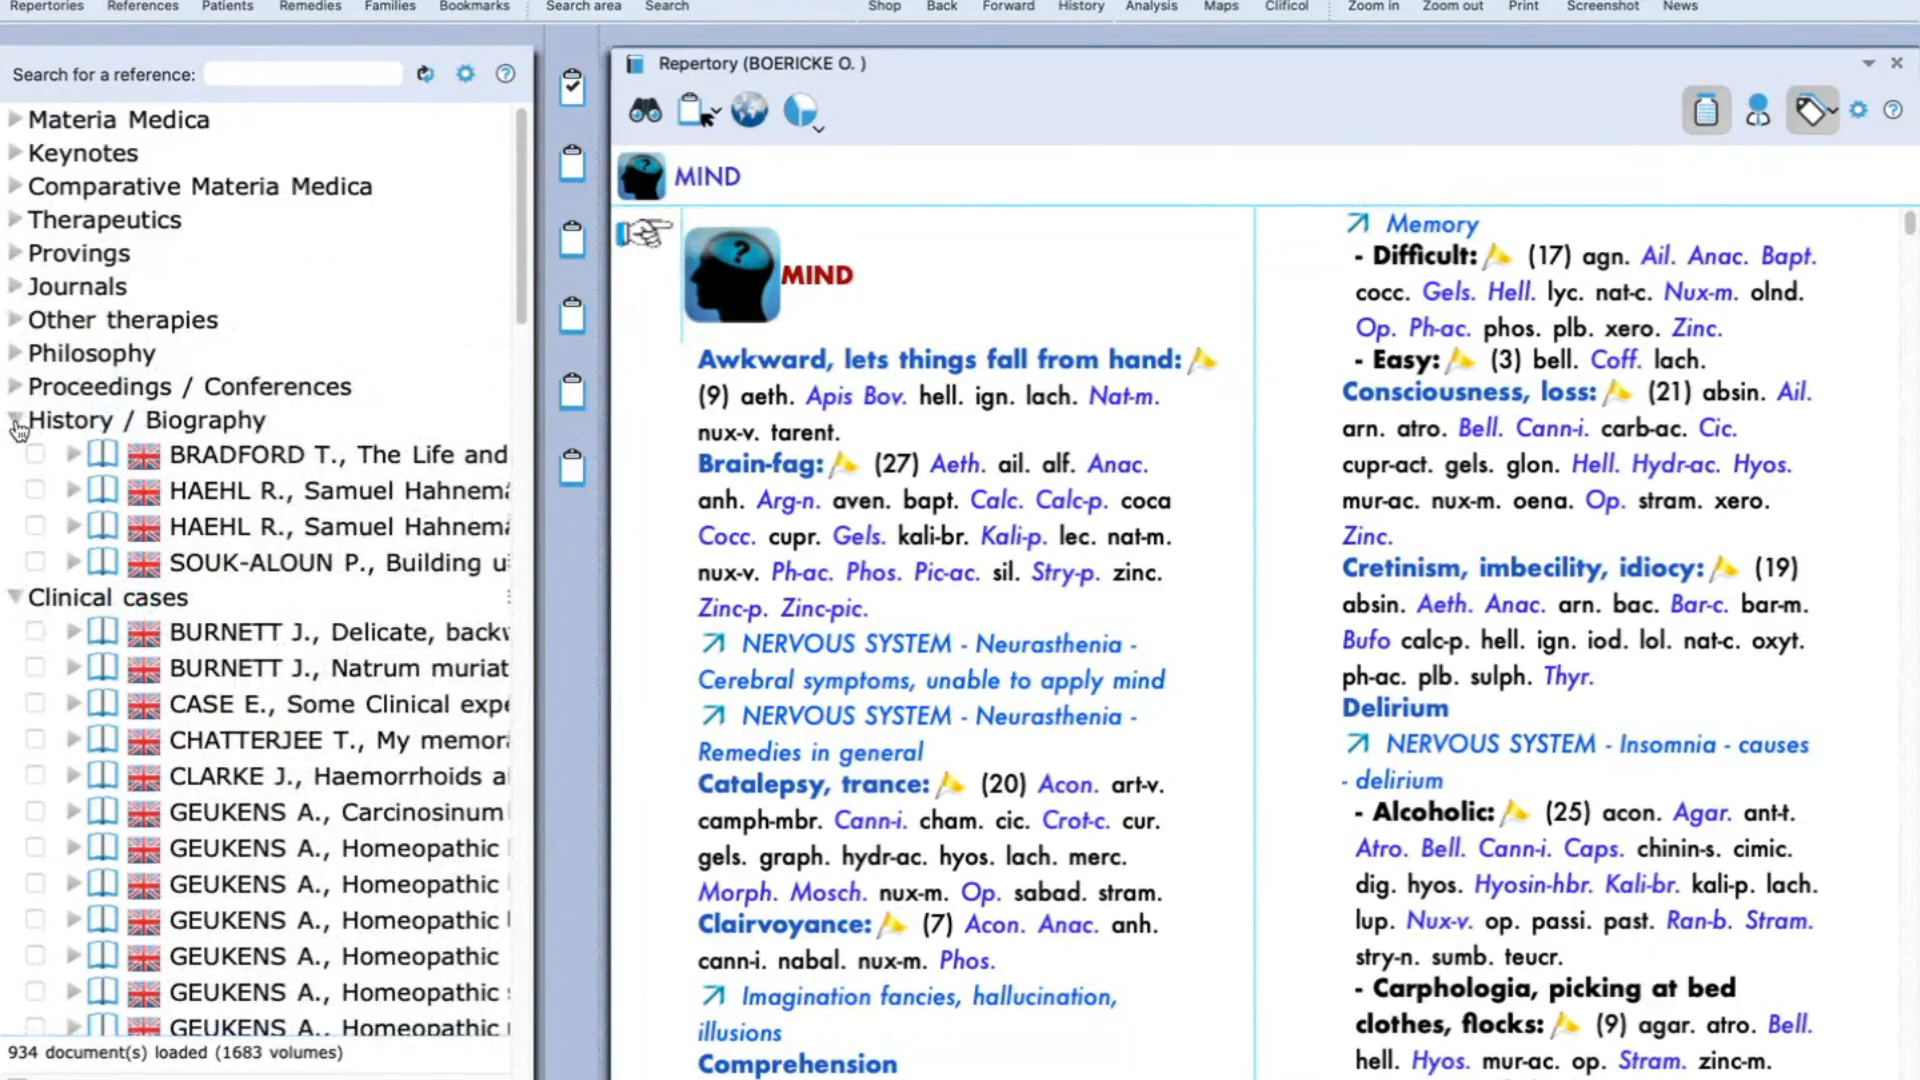 Repertories References Patients Remedies Families Bookmarks Search area Search Shop Back Forward History Analysis Maps Clificol Zoom in Zoom out Print Screenshot News
Search for a reference:
Materia Medica
Keynotes
Comparative Materia Medica
Therapeutics
Provings
Journals
Other therapies
Philosophy
Proceedings / Conferences
History / Biography
BRADFORD T., The Life and
HAEHL R., Samuel Hahnema
HAEHL R., Samuel Hahnema
SOUK-ALOUN P., Building u
Clinical cases
BURNETT J., Delicate, backw
BURNETT J., Natrum muriat
CASE E., Some Clinical expe
CHATTERJEE T., My memor
CLARKE J., Haemorrhoids a
GEUKENS A., Carcinosinum
GEUKENS A., Homeopathic
GEUKENS A., Homeopathic
GEUKENS A., Homeopathic
GEUKENS A., Homeopathic
GEUKENS A., Homeopathic
GEUKENS A., Homeopathic
934 document(s) loaded (1683 volumes)
Repertory (BOERICKE O. )
MIND
MIND
Awkward, lets things fall from hand:
(9) aeth. Apis Bov. hell. ign. lach. Nat-m.
nux-v. tarent.
Brain-fag: (27) Aeth. ail. alf. Anac.
anh. Arg-n. aven. bapt. Calc. Calc-p. coca
Cocc. cupr. Gels. kali-br. Kali-p. lec. nat-m.
nux-v. Ph-ac. Phos. Pic-ac. sil. Stry-p. zinc.
Zinc-p. Zinc-pic.
NERVOUS SYSTEM - Neurasthenia -
Cerebral symptoms, unable to apply mind
NERVOUS SYSTEM - Neurasthenia -
Remedies in general
Catalepsy, trance: (20) Acon. art-v.
camph-mbr. Cann-i. cham. cic. Crot-c. cur.
gels. graph. hydr-ac. hyos. lach. merc.
Morph. Mosch. nux-m. Op. sabad. stram.
Clairvoyance: (7) Acon. Anac. anh.
cann-i. nabal. nux-m. Phos.
Imagination fancies, hallucination,
illusions
Comprehension
Memory
- Difficult: (17) agn. Ail. Anac. Bapt.
cocc. Gels. Hell. lyc. nat-c. Nux-m. olnd.
Op. Ph-ac. phos. plb. xero. Zinc.
- Easy: (3) bell. Coff. lach.
Consciousness, loss: (21) absin. Ail.
arn. atro. Bell. Cann-i. carb-ac. Cic.
cupr-act. gels. glon. Hell. Hydr-ac. Hyos.
mur-ac. nux-m. oena. Op. stram. xero.
Zinc.
Cretinism, imbecility, idiocy: (19)
absin. Aeth. Anac. arn. bac. Bar-c. bar-m.
Bufo calc-p. hell. ign. iod. lol. nat-c. oxyt.
ph-ac. plb. sulph. Thyr.
Delirium
NERVOUS SYSTEM - Insomnia - causes
- delirium
- Alcoholic: (25) acon. Agar. ant-t.
Atro. Bell. Cann-i. Caps. chinin-s. cimic.
dig. hyos. Hyosin-hbr. Kali-br. kali-p. lach.
lup. Nux-v. op. passi. past. Ran-b. Stram.
stry-n. sumb. teucr.
- Carphologia, picking at bed
clothes, flocks: (9) agar. atro. Bell.
hell. Hyos. mur-ac. op. Stram. zinc-m.